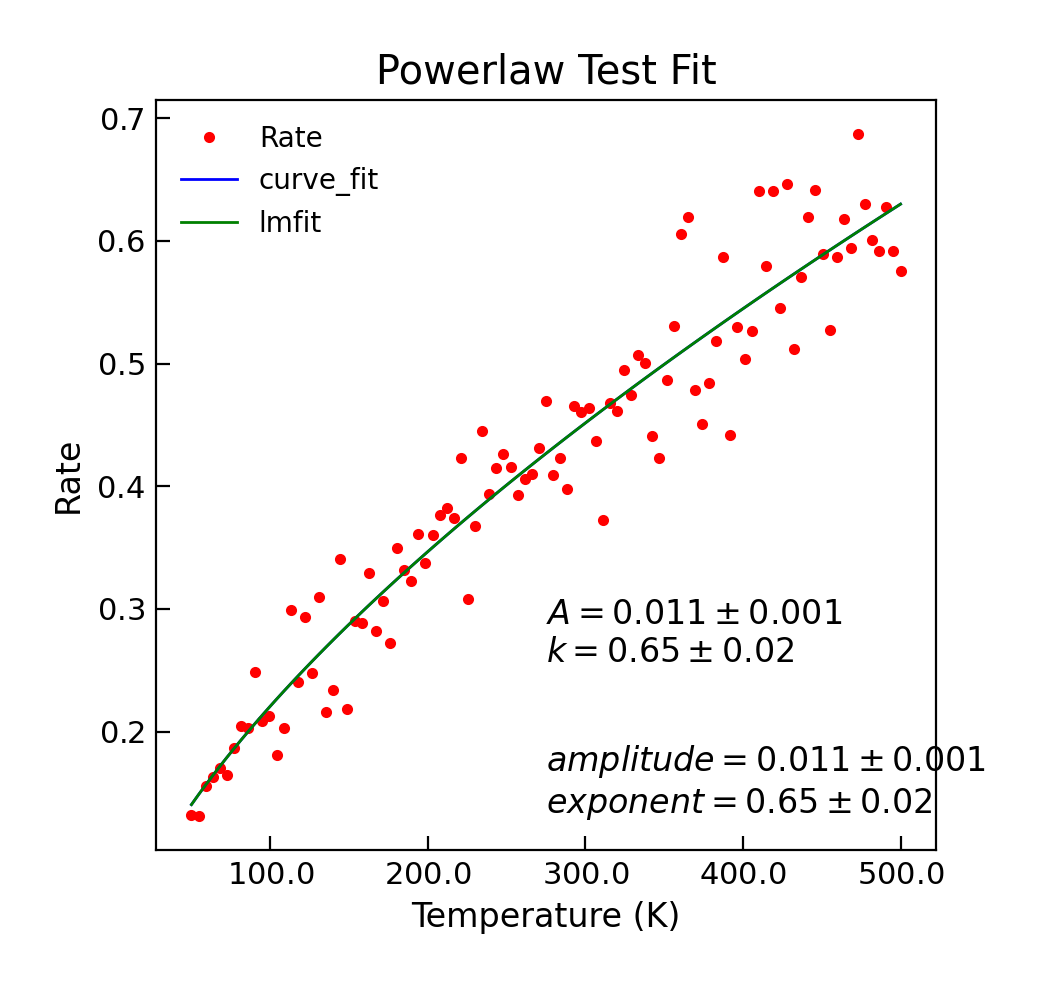 Powerlaw Test Fit
0.7
0.6
0.5
0.4
0.3
0.2
Rate
Rate
curve_fit
lmfit
A = 0.011 ± 0.001
k = 0.65 ± 0.02
amplitude = 0.011 ± 0.001
exponent = 0.65 ± 0.02
100.0 200.0 300.0 400.0 500.0
Temperature (K)